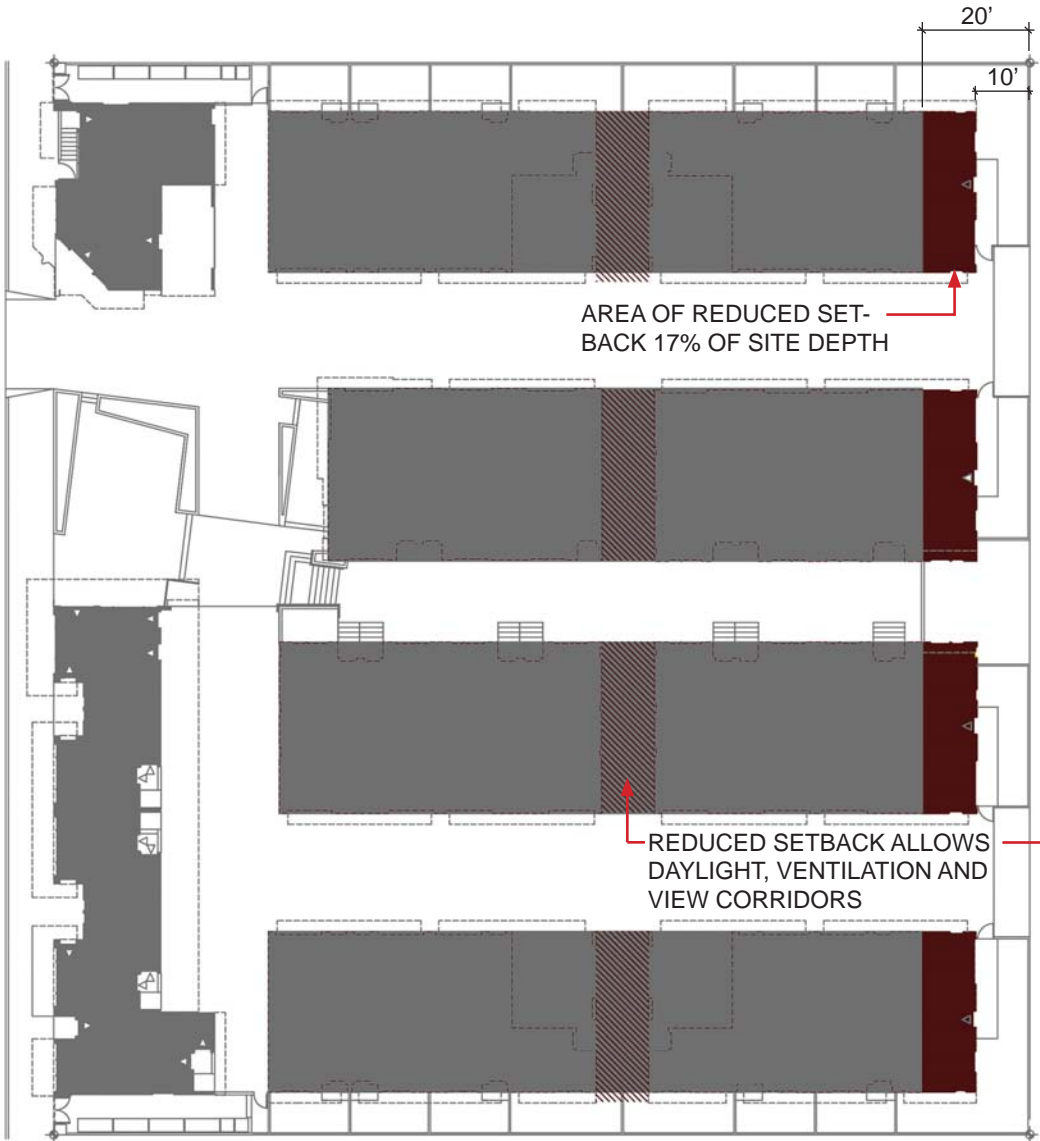 20’
10’
AREA OF REDUCED SET-
BACK 17% OF SITE DEPTH
REDUCED SETBACK ALLOWS
DAYLIGHT, VENTILATION AND
VIEW CORRIDORS